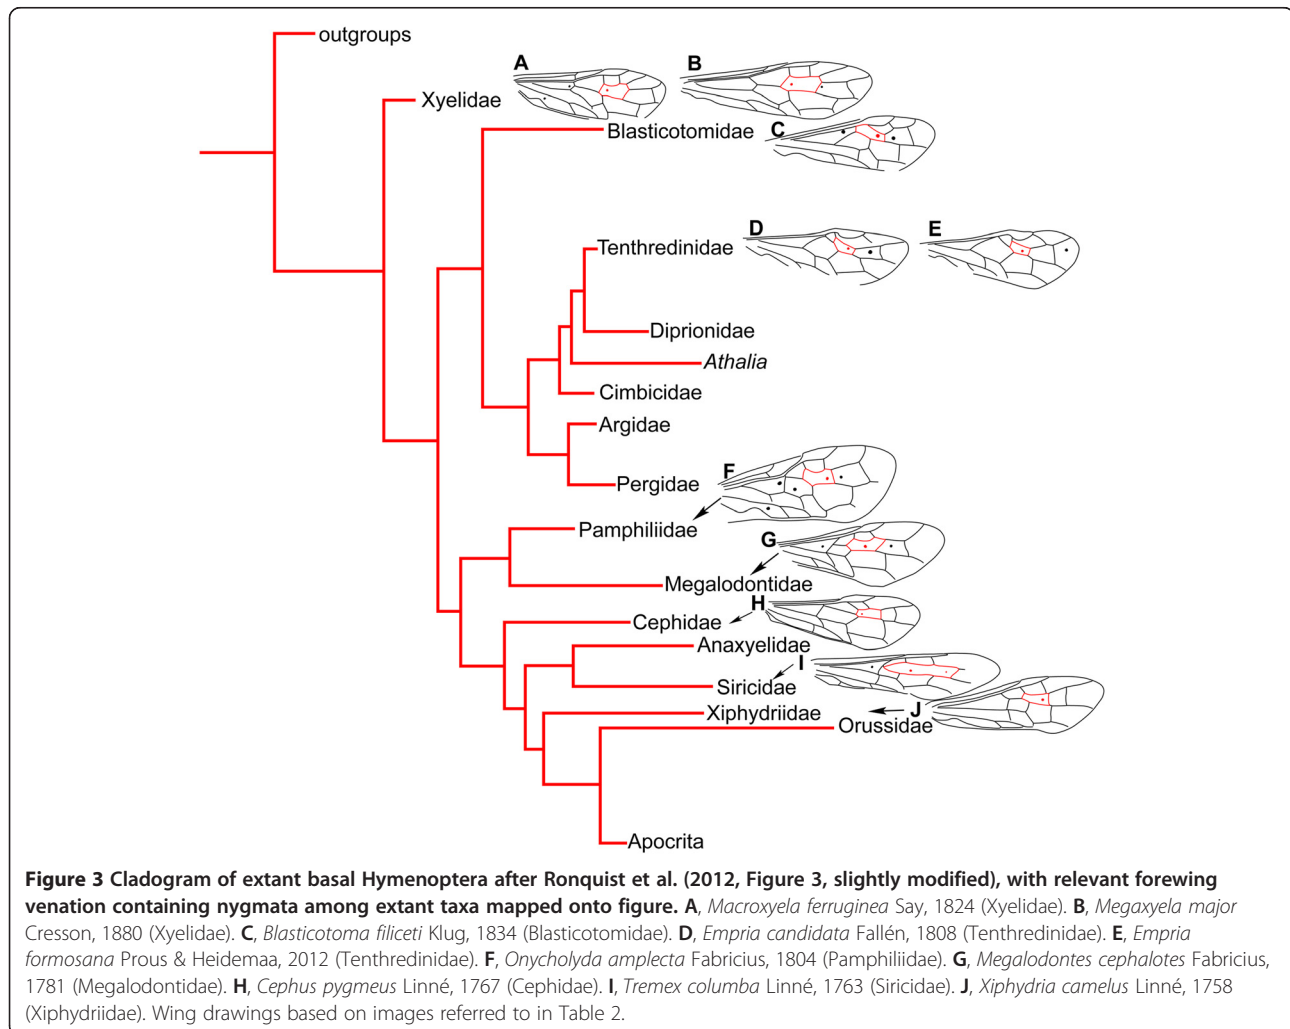 outgroups
A
B
Xyelidae
Blasticotomidae
C
Tenthredinidae
D
E
Diprionidae
Athalia
Cimbicidae
Argidae
Pergidae
F
Pamphiliidae
G
Megalodontidae
H
Cephidae
Anaxyelidae
I
Siricidae
Xiphydriidae
J
Orussidae
Apocrita
Figure 3 Cladogram of extant basal Hymenoptera after Ronquist et al. (2012, Figure 3, slightly modified), with relevant forewing
venation containing nygmata among extant taxa mapped onto figure. A, Macroxyela ferruginea Say, 1824 (Xyelidae). B, Megaxyela major
Cresson, 1880 (Xyelidae). C, Blasticotoma filiceti Klug, 1834 (Blasticotomidae). D, Empria candidata Fallén, 1808 (Tenthredinidae). E, Empria
formosana Prous & Heidemaa, 2012 (Tenthredinidae). F, Onycholyda amplecta Fabricius, 1804 (Pamphiliidae). G, Megalodontes cephalotes Fabricius,
1781 (Megalodontidae). H, Cephus pygmeus Linné, 1767 (Cephidae). I, Tremex columba Linné, 1763 (Siricidae). J, Xiphydria camelus Linné, 1758
(Xiphydriidae). Wing drawings based on images referred to in Table 2.